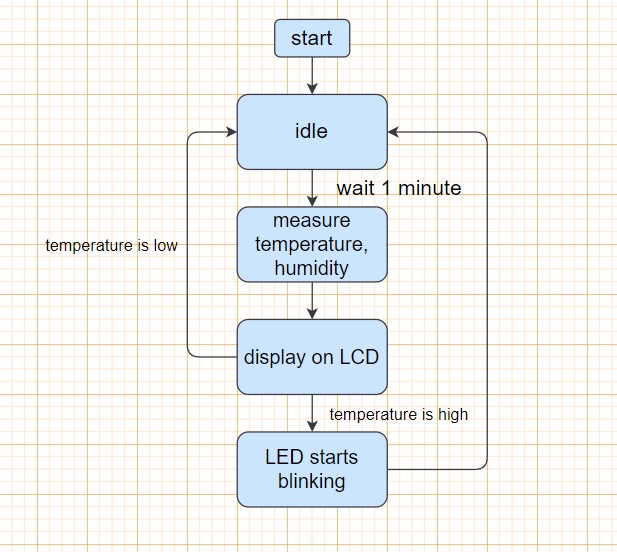 start
idle
wait 1 minute
measure
temperature,
humidity
temperature is low
display on LCD
temperature is high
LED starts
blinking